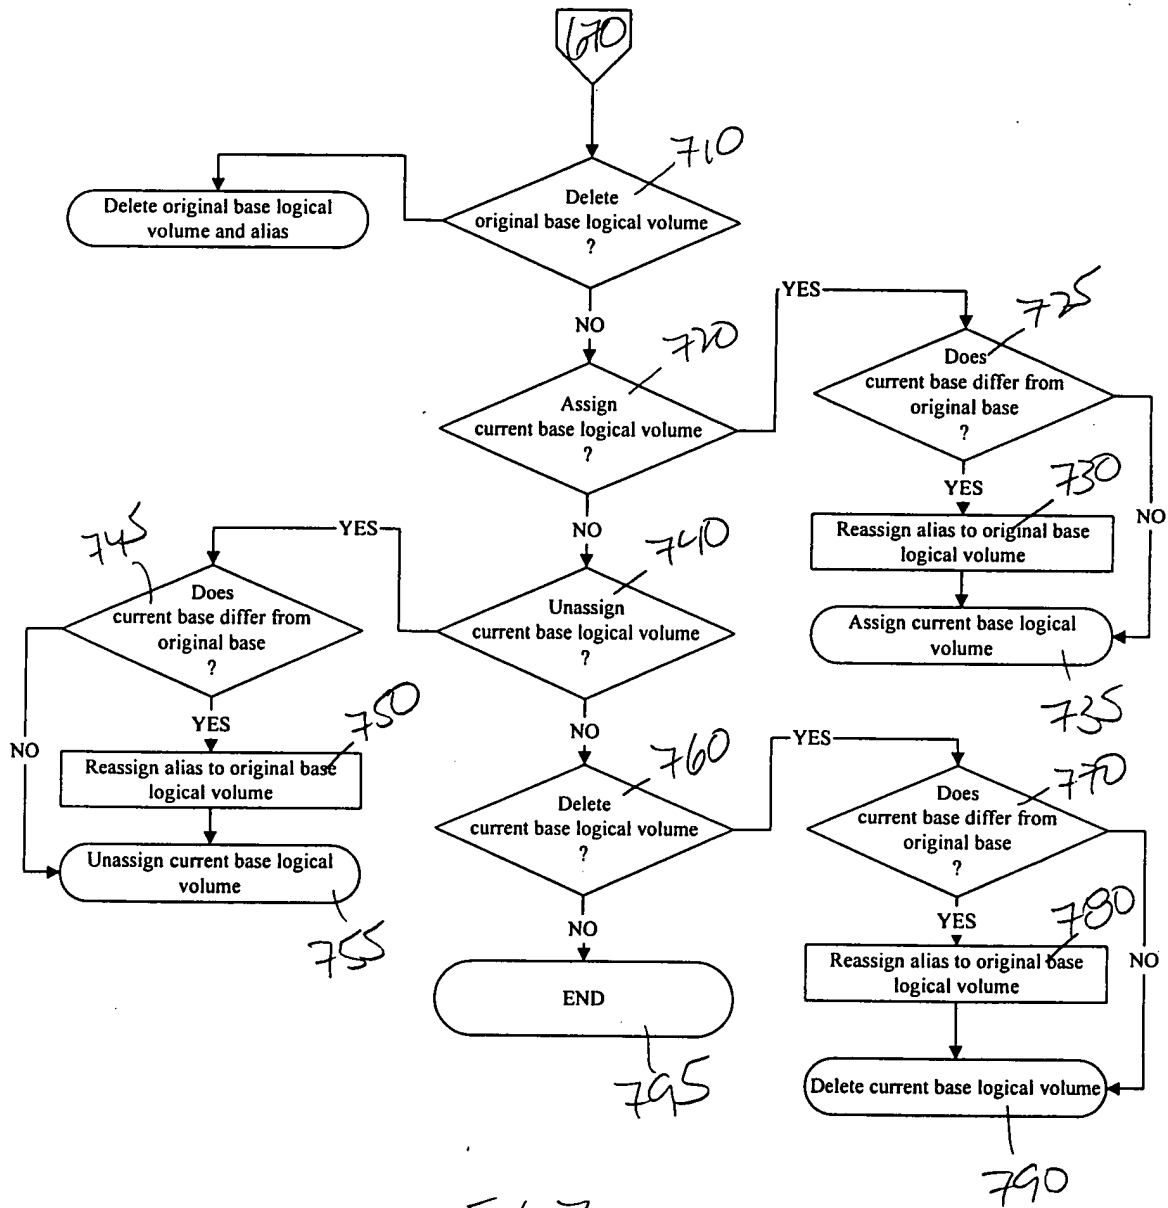 670
710
Delete
original base logical volume
?
Delete original base logical
volume and alias
NO
YES
725
720
Does
current base differ from
original base
?
Assign
current base logical volume
?
YES
730
NO
Reassign alias to original base
logical volume
Assign current base logical
volume
735
NO
YES
745
740
Does
current base differ from
original base
?
Unassign
current base logical volume
?
YES
750
NO
Reassign alias to original base
logical volume
Unassign current base logical
volume
755
NO
760
YES
770
Delete
current base logical volume
?
Does
current base differ from
original base
?
YES
780
NO
Reassign alias to original base
logical volume
NO
END
795
Delete current base logical volume
790